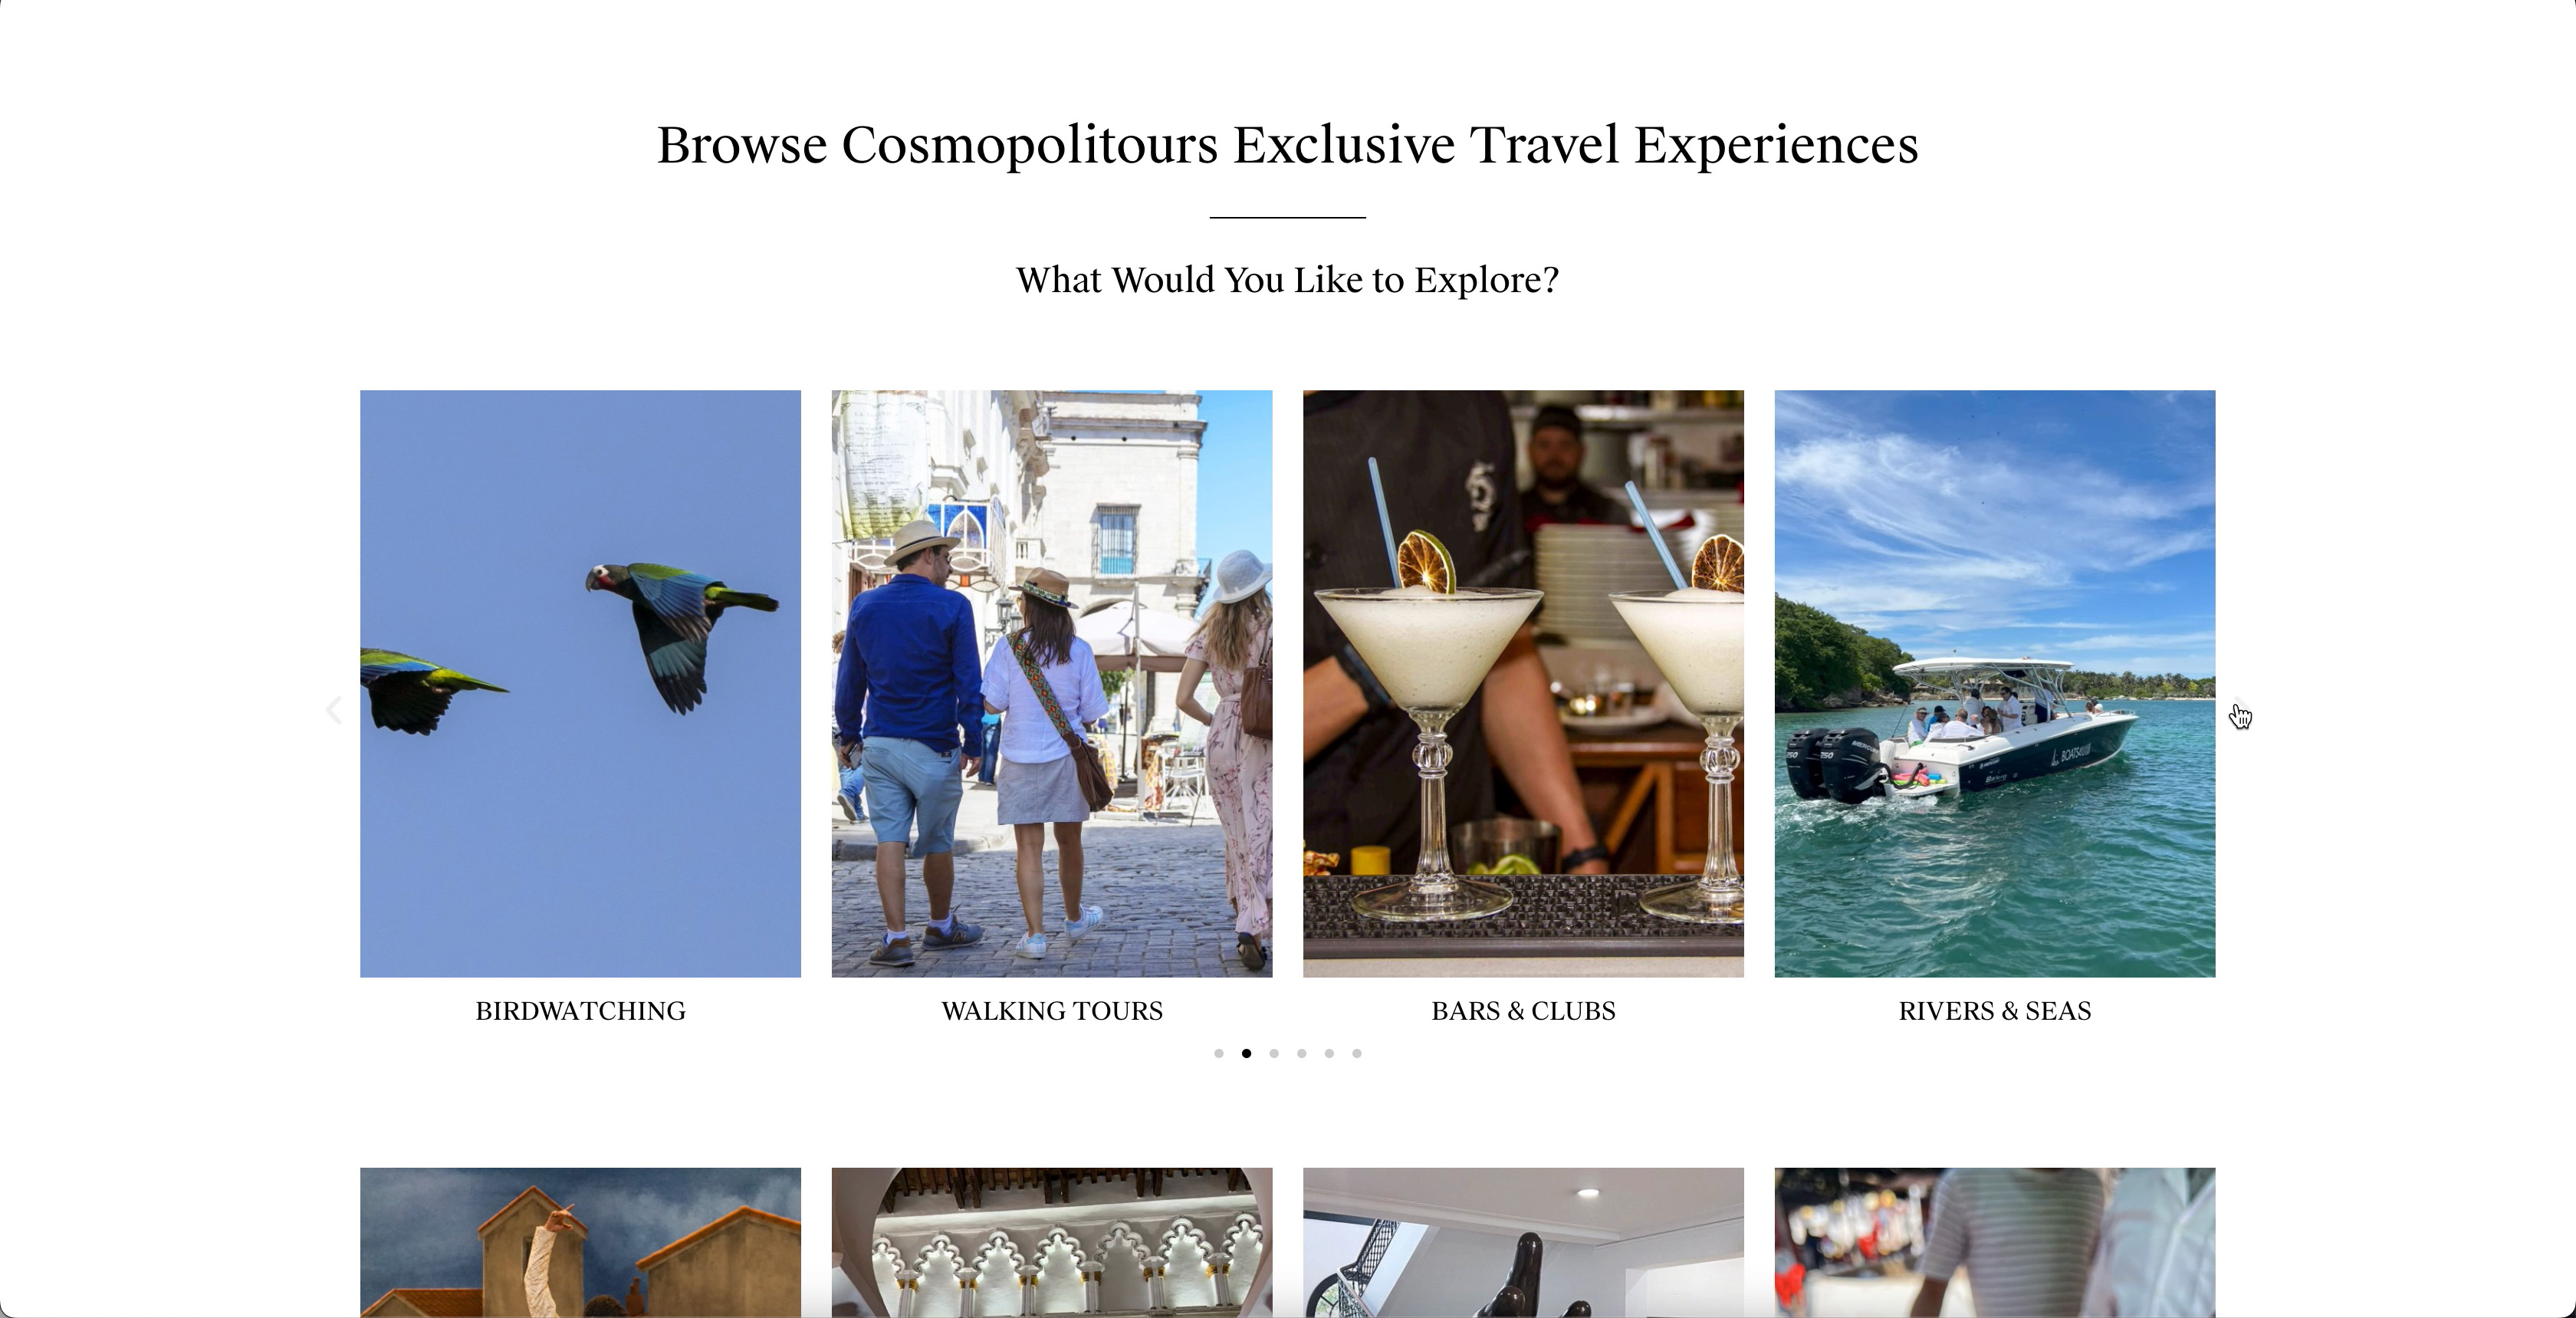 Browse Cosmopolitours Exclusive Travel Experiences
What Would You Like to Explore?
BIRDWATCHING
WALKING TOURS
BARS & CLUBS
RIVERS & SEAS